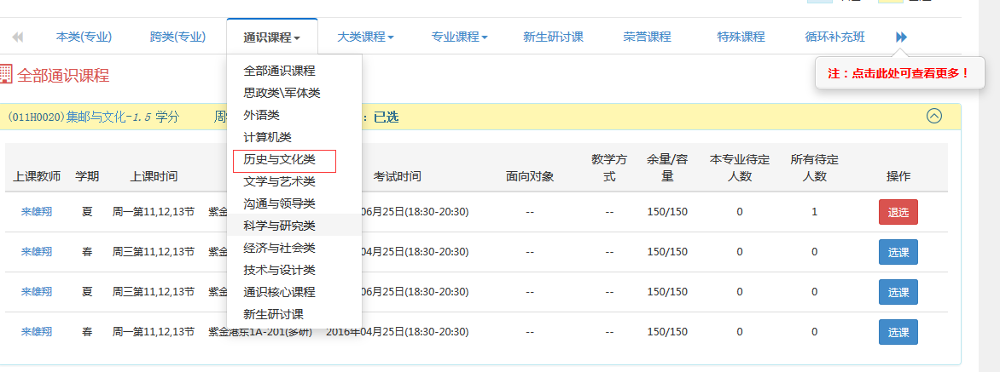 本类(专业) 跨类(专业) 通识课程 大类课程 专业课程 新生研讨课 荣誉课程 特殊课程 循环补充班
注：点击此处可查看更多！
全部通识课程
全部通识课程
思政类\军体类
外语类
计算机类
历史与文化类
文学与艺术类
沟通与领导类
科学与研究类
经济与社会类
技术与设计类
通识核心课程
新生研讨课
(011H0020)集邮与文化-1.5 学分 周 ：已选
上课教师 学期 上课时间 考试时间 面向对象 教学方式 余量/容量 本专业待定人数 所有待定人数 操作
来雄翔 夏 周一第11,12,13节 紫金 06月25日(18:30-20:30) -- -- 150/150 0 1 退选
来雄翔 春 周三第11,12,13节 紫金 04月25日(18:30-20:30) -- -- 150/150 0 0 选课
来雄翔 夏 周三第11,12,13节 紫金 06月25日(18:30-20:30) -- -- 150/150 0 0 选课
来雄翔 春 周一第11,12,13节 紫金港东1A-201(多研) 2016年04月25日(18:30-20:30) -- -- 150/150 0 0 选课